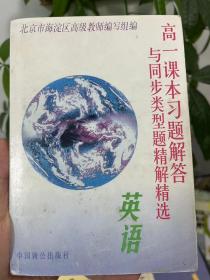 北京市海淀区高级教师编写组编
高一课本习题解答
与同步类型题精解精选
英语
中国商业出版社